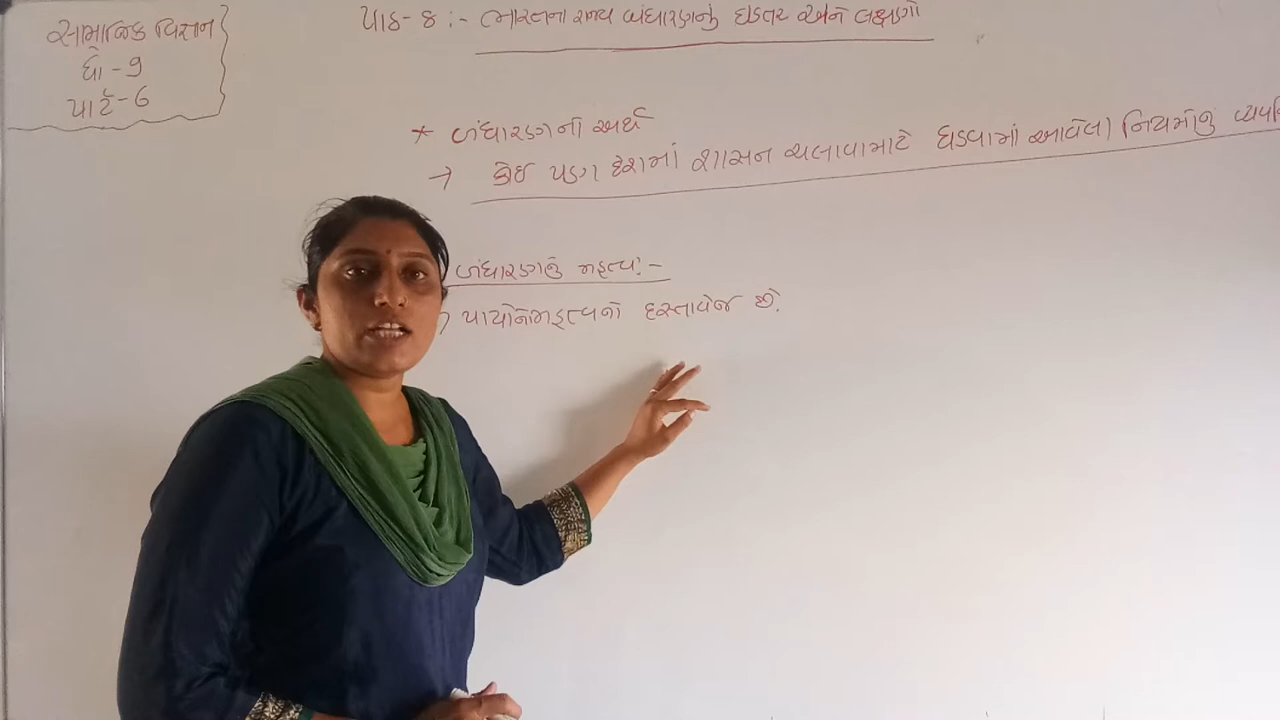 સામાજિક વિજ્ઞાન
ધો - 9
પાર્ટ - 6
પાઠ - 8 :- ભારતના રાજ્ય બંધારણનું ઘડતર અને લક્ષણો
* બંધારણનો અર્થ
→ કોઈ પણ દેશમાં શાસન ચલાવવામાટે ઘડવામાં આવેલા નિયમોનું
બંધારણનું મહત્વ :-
પાયાનોમહત્વનો દસ્તાવેજ છે.